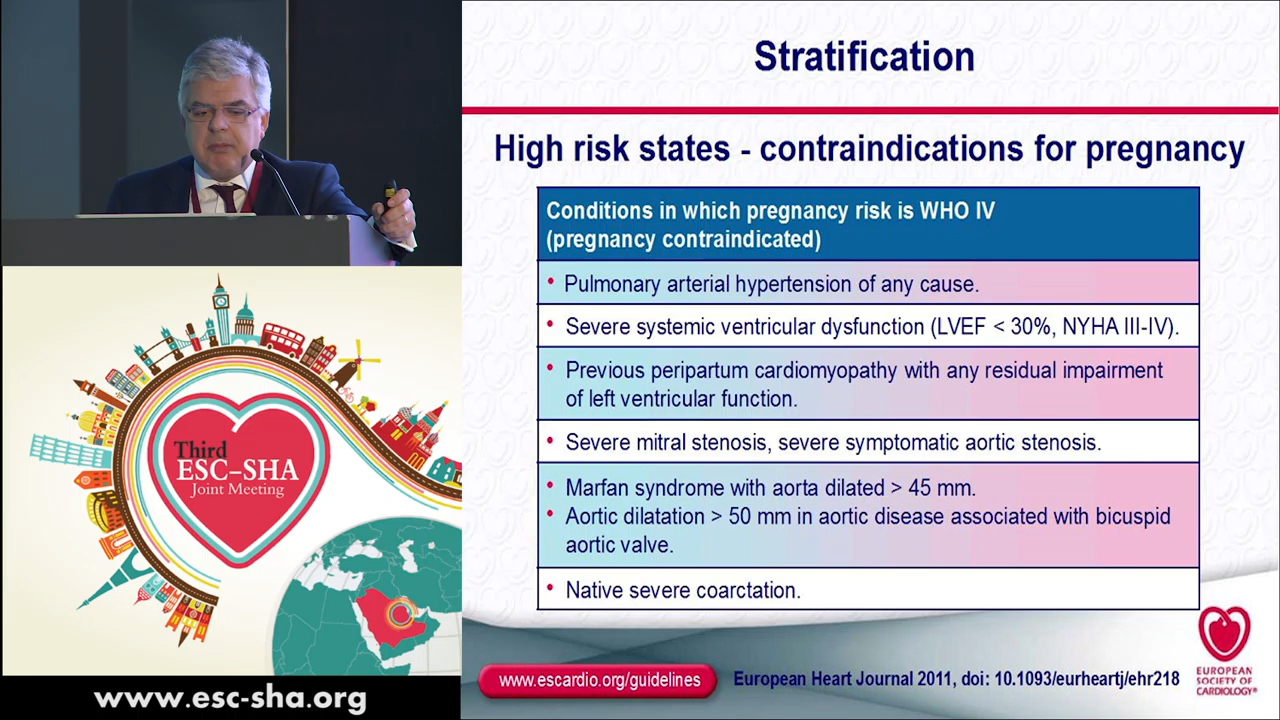 Stratification
High risk states - contraindications for pregnancy
Conditions in which pregnancy risk is WHO IV
(pregnancy contraindicated)
• Pulmonary arterial hypertension of any cause.
• Severe systemic ventricular dysfunction (LVEF < 30%, NYHA III-IV).
• Previous peripartum cardiomyopathy with any residual impairment
of left ventricular function.
• Severe mitral stenosis, severe symptomatic aortic stenosis.
• Marfan syndrome with aorta dilated > 45 mm.
• Aortic dilatation > 50 mm in aortic disease associated with bicuspid
aortic valve.
• Native severe coarctation.
www.escardio.org/guidelines
European Heart Journal 2011, doi: 10.1093/eurheartj/ehr218
EUROPEAN
SOCIETY OF
CARDIOLOGY®
Third
ESC–SHA
Joint Meeting
www.esc-sha.org